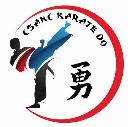 CSAKC KARATE DO
勇